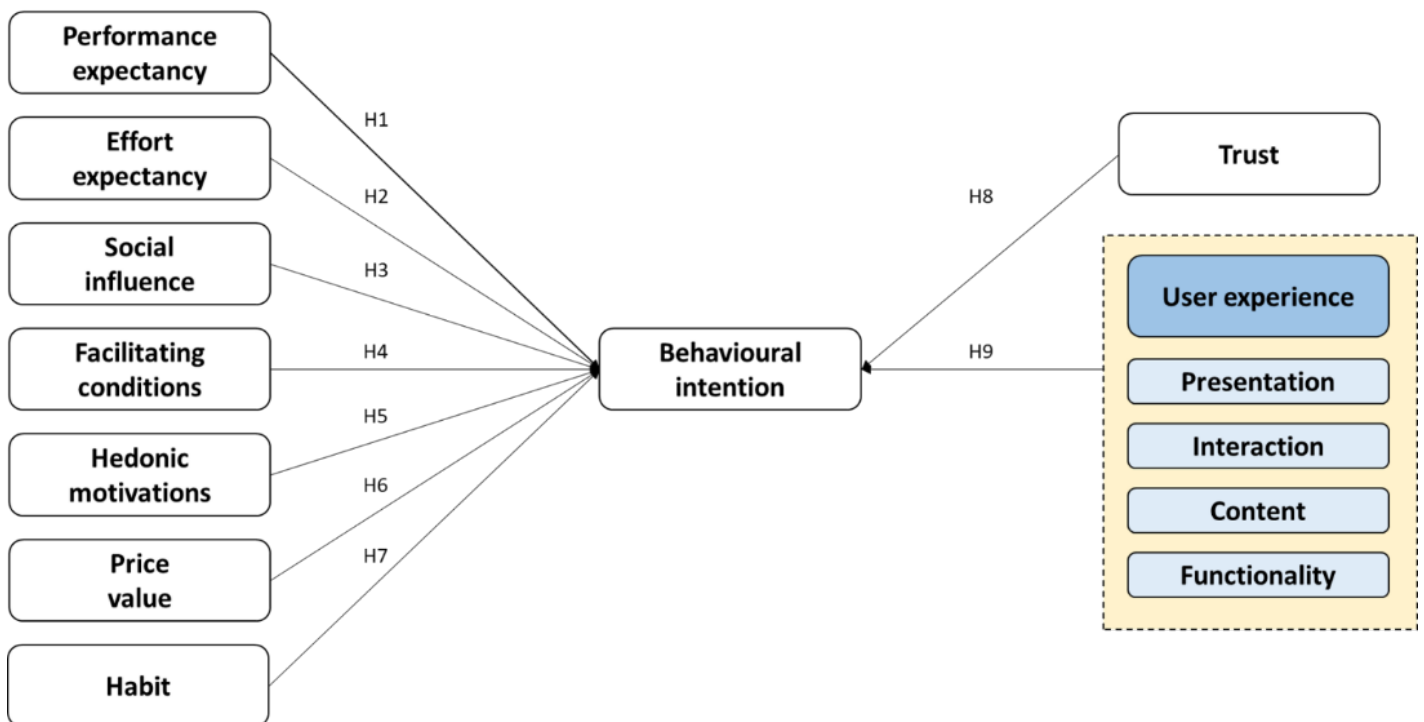 Performance
expectancy
Effort
expectancy
Social
influence
Facilitating
conditions
Hedonic
motivations
Price
value
Habit
H1
H2
H3
H4
H5
H6
H7
Behavioural
intention
H8
H9
Trust
User experience
Presentation
Interaction
Content
Functionality